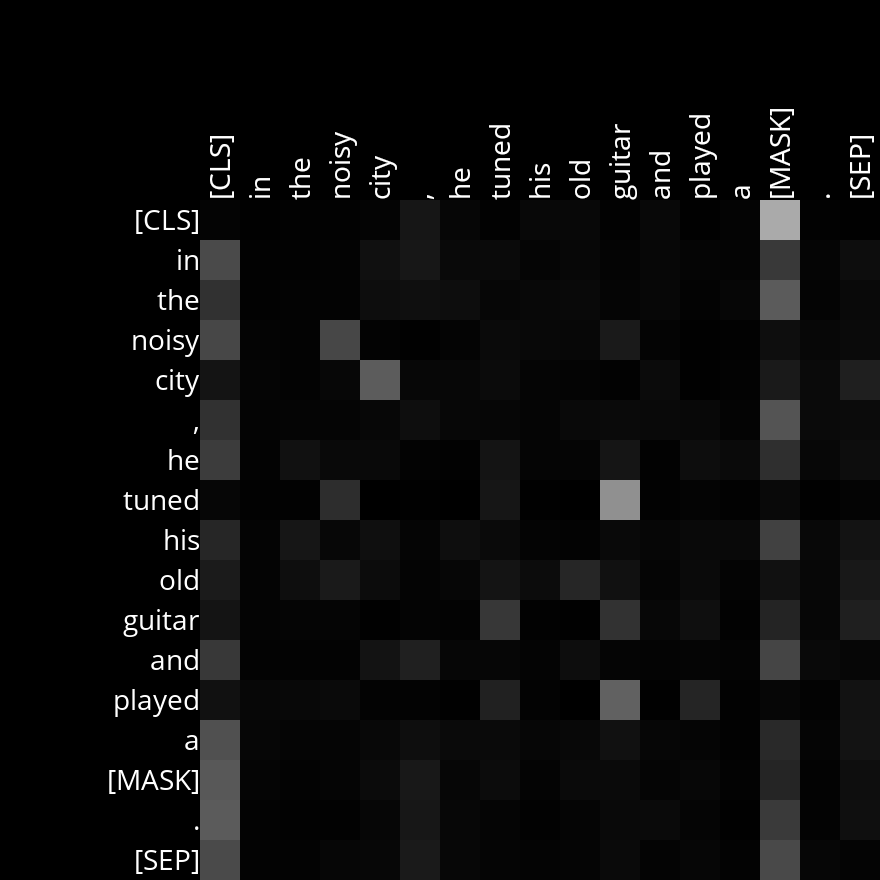 [CLS] in the noisy city , he tuned his old guitar and played a [MASK] . [SEP]
[CLS]
in
the
noisy
city
,
he
tuned
his
old
guitar
and
played
a
[MASK]
.
[SEP]